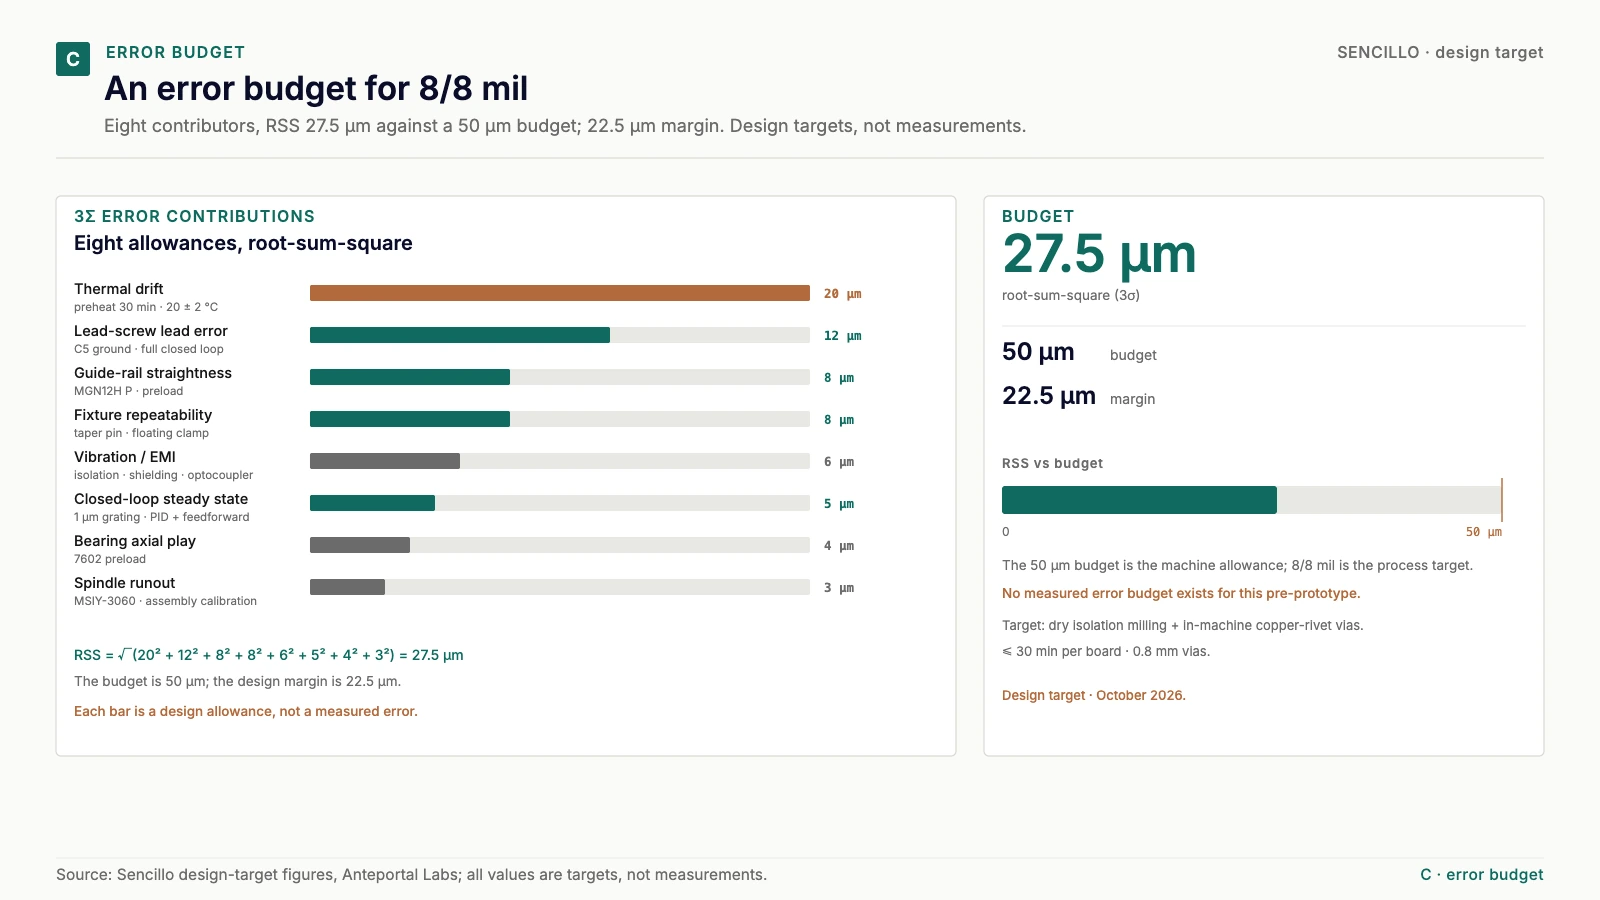 C
ERROR BUDGET
SENCILLO · design target
An error budget for 8/8 mil
Eight contributors, RSS 27.5 µm against a 50 µm budget; 22.5 µm margin. Design targets, not measurements.
3Σ ERROR CONTRIBUTIONS
Eight allowances, root-sum-square
Thermal drift
preheat 30 min · 20 ± 2 °C
20 µm
Lead-screw lead error
C5 ground · full closed loop
12 µm
Guide-rail straightness
MGN12H P · preload
8 µm
Fixture repeatability
taper pin · floating clamp
8 µm
Vibration / EMI
isolation · shielding · optocoupler
6 µm
Closed-loop steady state
1 µm grating · PID + feedforward
5 µm
Bearing axial play
7602 preload
4 µm
Spindle runout
MSIY-3060 · assembly calibration
3 µm
RSS = √(20² + 12² + 8² + 8² + 6² + 5² + 4² + 3²) = 27.5 µm
The budget is 50 µm; the design margin is 22.5 µm.
Each bar is a design allowance, not a measured error.
BUDGET
27.5 µm
root-sum-square (3σ)
50 µm budget
22.5 µm margin
RSS vs budget
0 50 µm
The 50 µm budget is the machine allowance; 8/8 mil is the process target.
No measured error budget exists for this pre-prototype.
Target: dry isolation milling + in-machine copper-rivet vias.
≤ 30 min per board · 0.8 mm vias.
Design target · October 2026.
Source: Sencillo design-target figures, Anteportal Labs; all values are targets, not measurements.
C · error budget